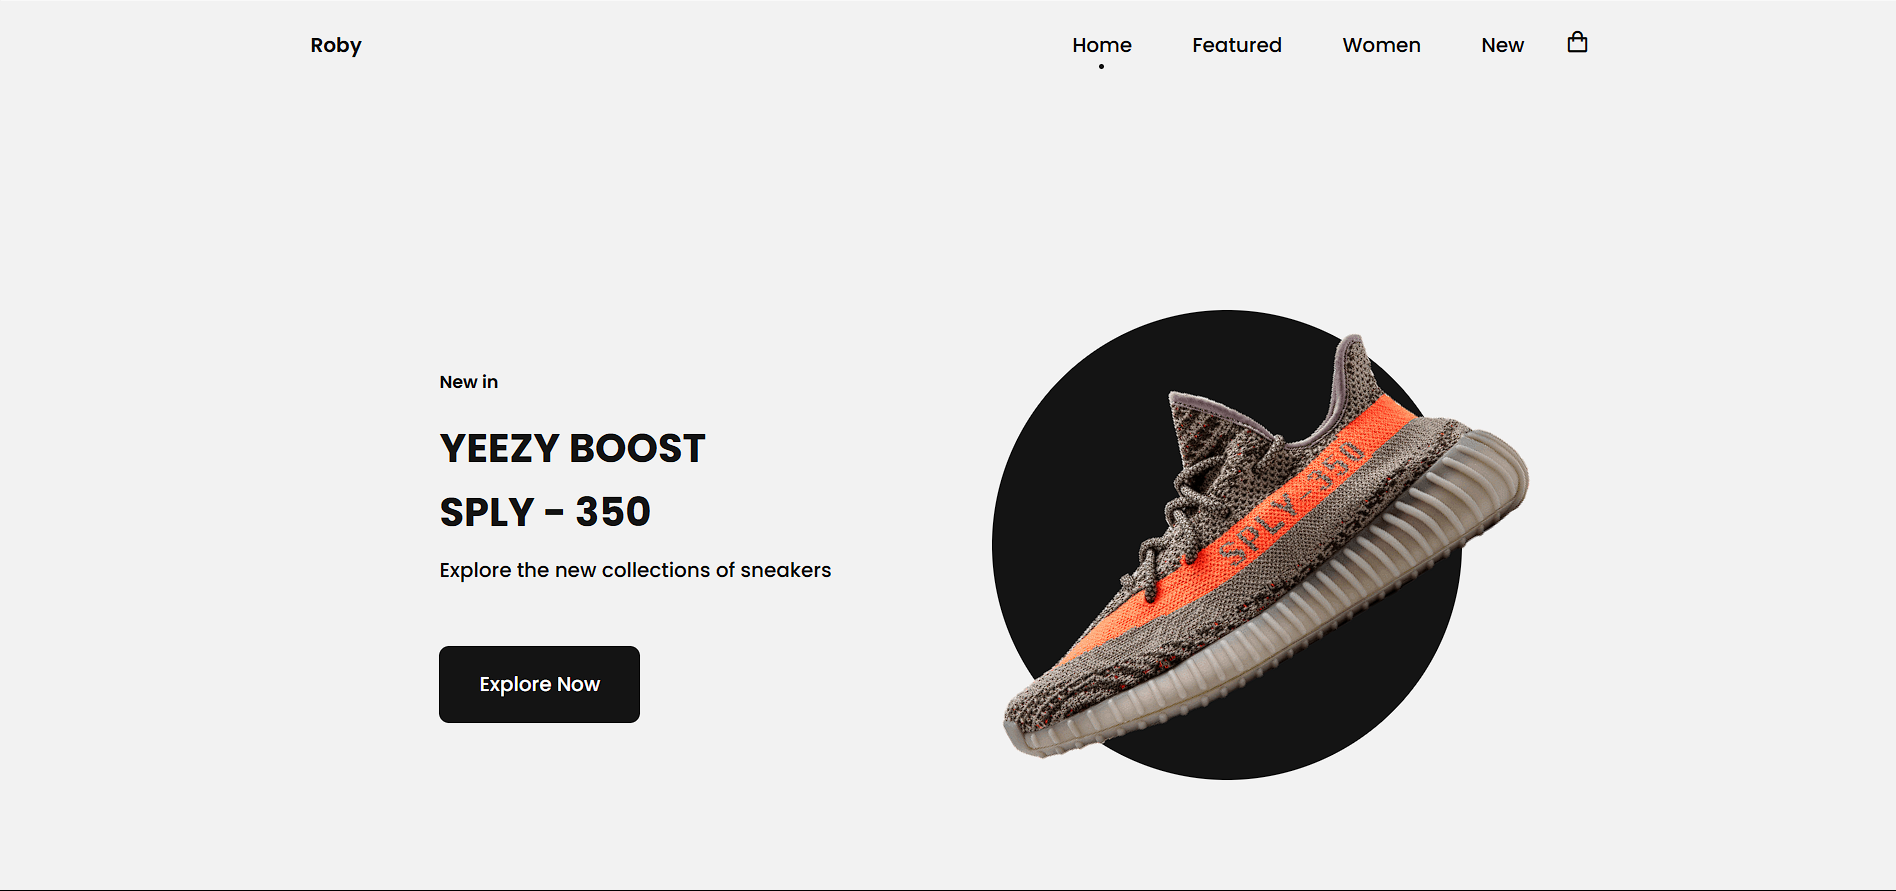 Roby
Home Featured Women New
New in
YEEZY BOOST
SPLY - 350
Explore the new collections of sneakers
Explore Now
SPLY-350